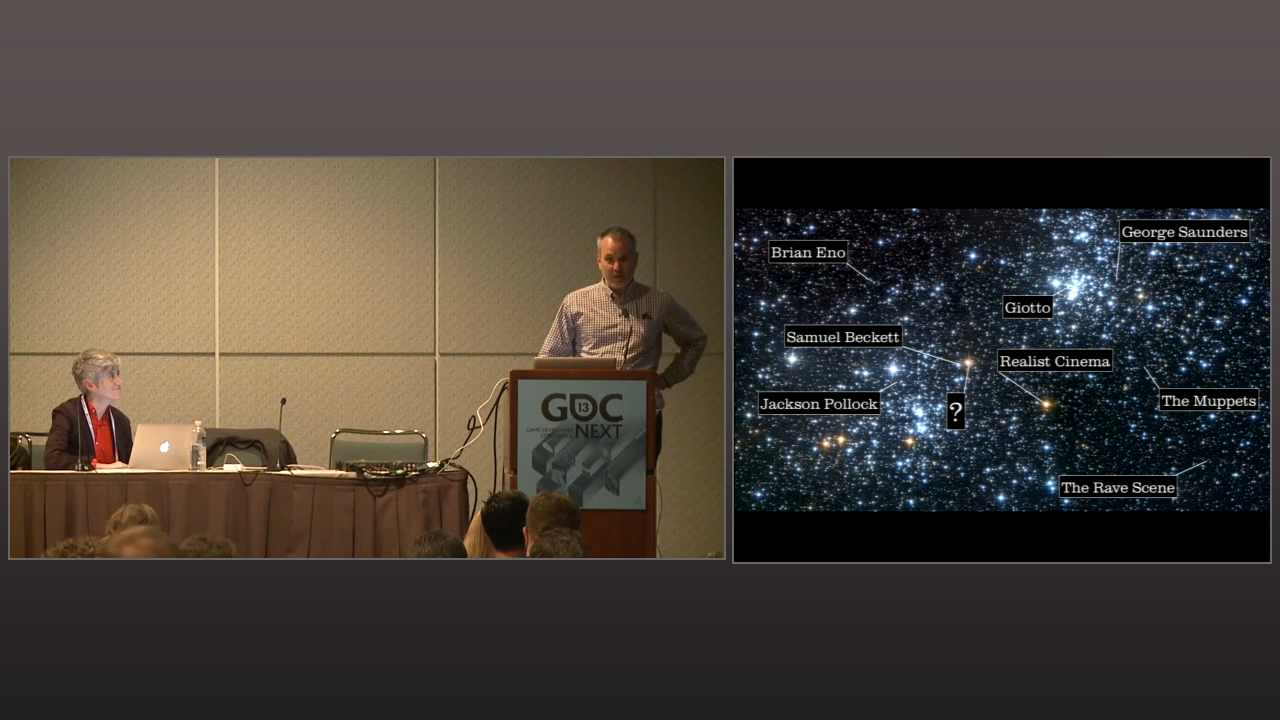 GDC
13
NEXT
Brian Eno
George Saunders
Giotto
Samuel Beckett
Realist Cinema
Jackson Pollock
?
The Muppets
The Rave Scene